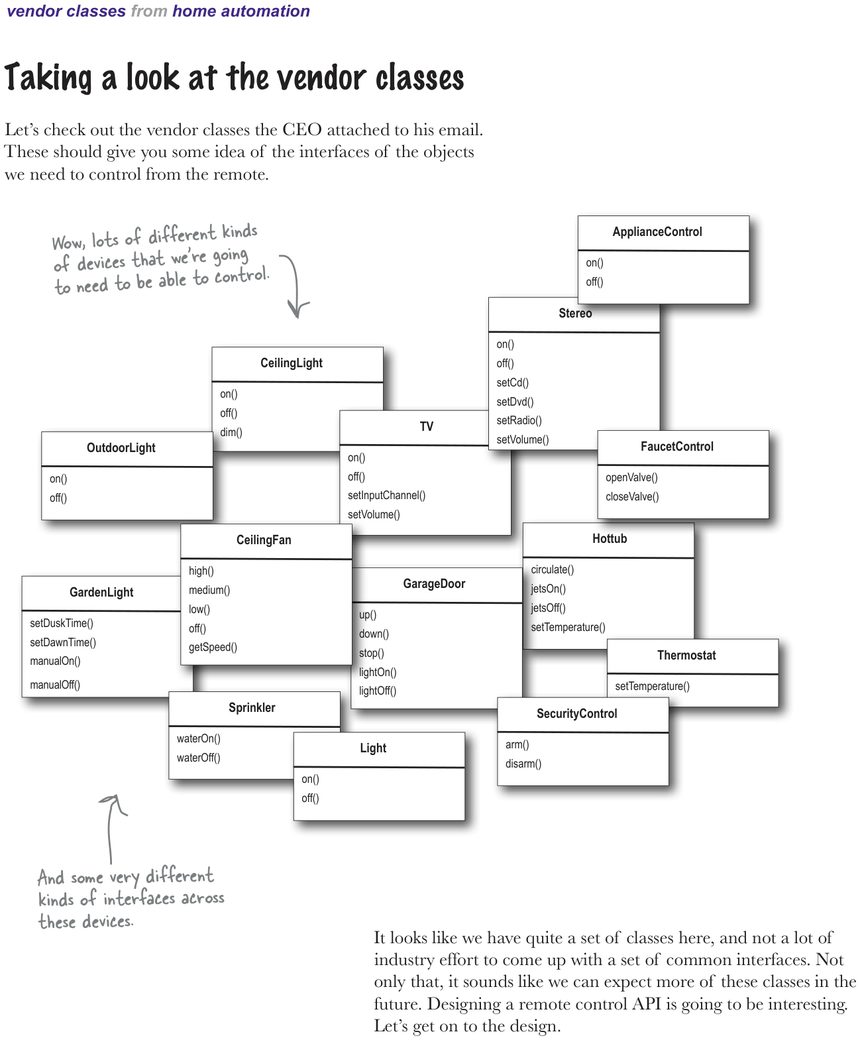 vendor classes from home automation
Taking a look at the vendor classes
Let's check out the vendor classes the CEO attached to his email.
These should give you some idea of the interfaces of the objects
we need to control from the remote.
Wow, lots of different kinds
of devices that we're going
to need to be able to control.
ApplianceControl
on()
off()
Stereo
on()
off()
setCd()
setDvd()
setRadio()
setVolume()
CeilingLight
on()
off()
dim()
TV
on()
off()
setInputChannel()
setVolume()
OutdoorLight
on()
off()
FaucetControl
openValve()
closeValve()
CeilingFan
high()
medium()
low()
off()
getSpeed()
Hottub
circulate()
jetsOn()
jetsOff()
setTemperature()
GardenLight
setDuskTime()
setDawnTime()
manualOn()
manualOff()
GarageDoor
up()
down()
stop()
lightOn()
lightOff()
Thermostat
setTemperature()
Sprinkler
waterOn()
waterOff()
SecurityControl
arm()
disarm()
Light
on()
off()
And some very different
kinds of interfaces across
these devices.
It looks like we have quite a set of classes here, and not a lot of
industry effort to come up with a set of common interfaces. Not
only that, it sounds like we can expect more of these classes in the
future. Designing a remote control API is going to be interesting.
Let's get on to the design.